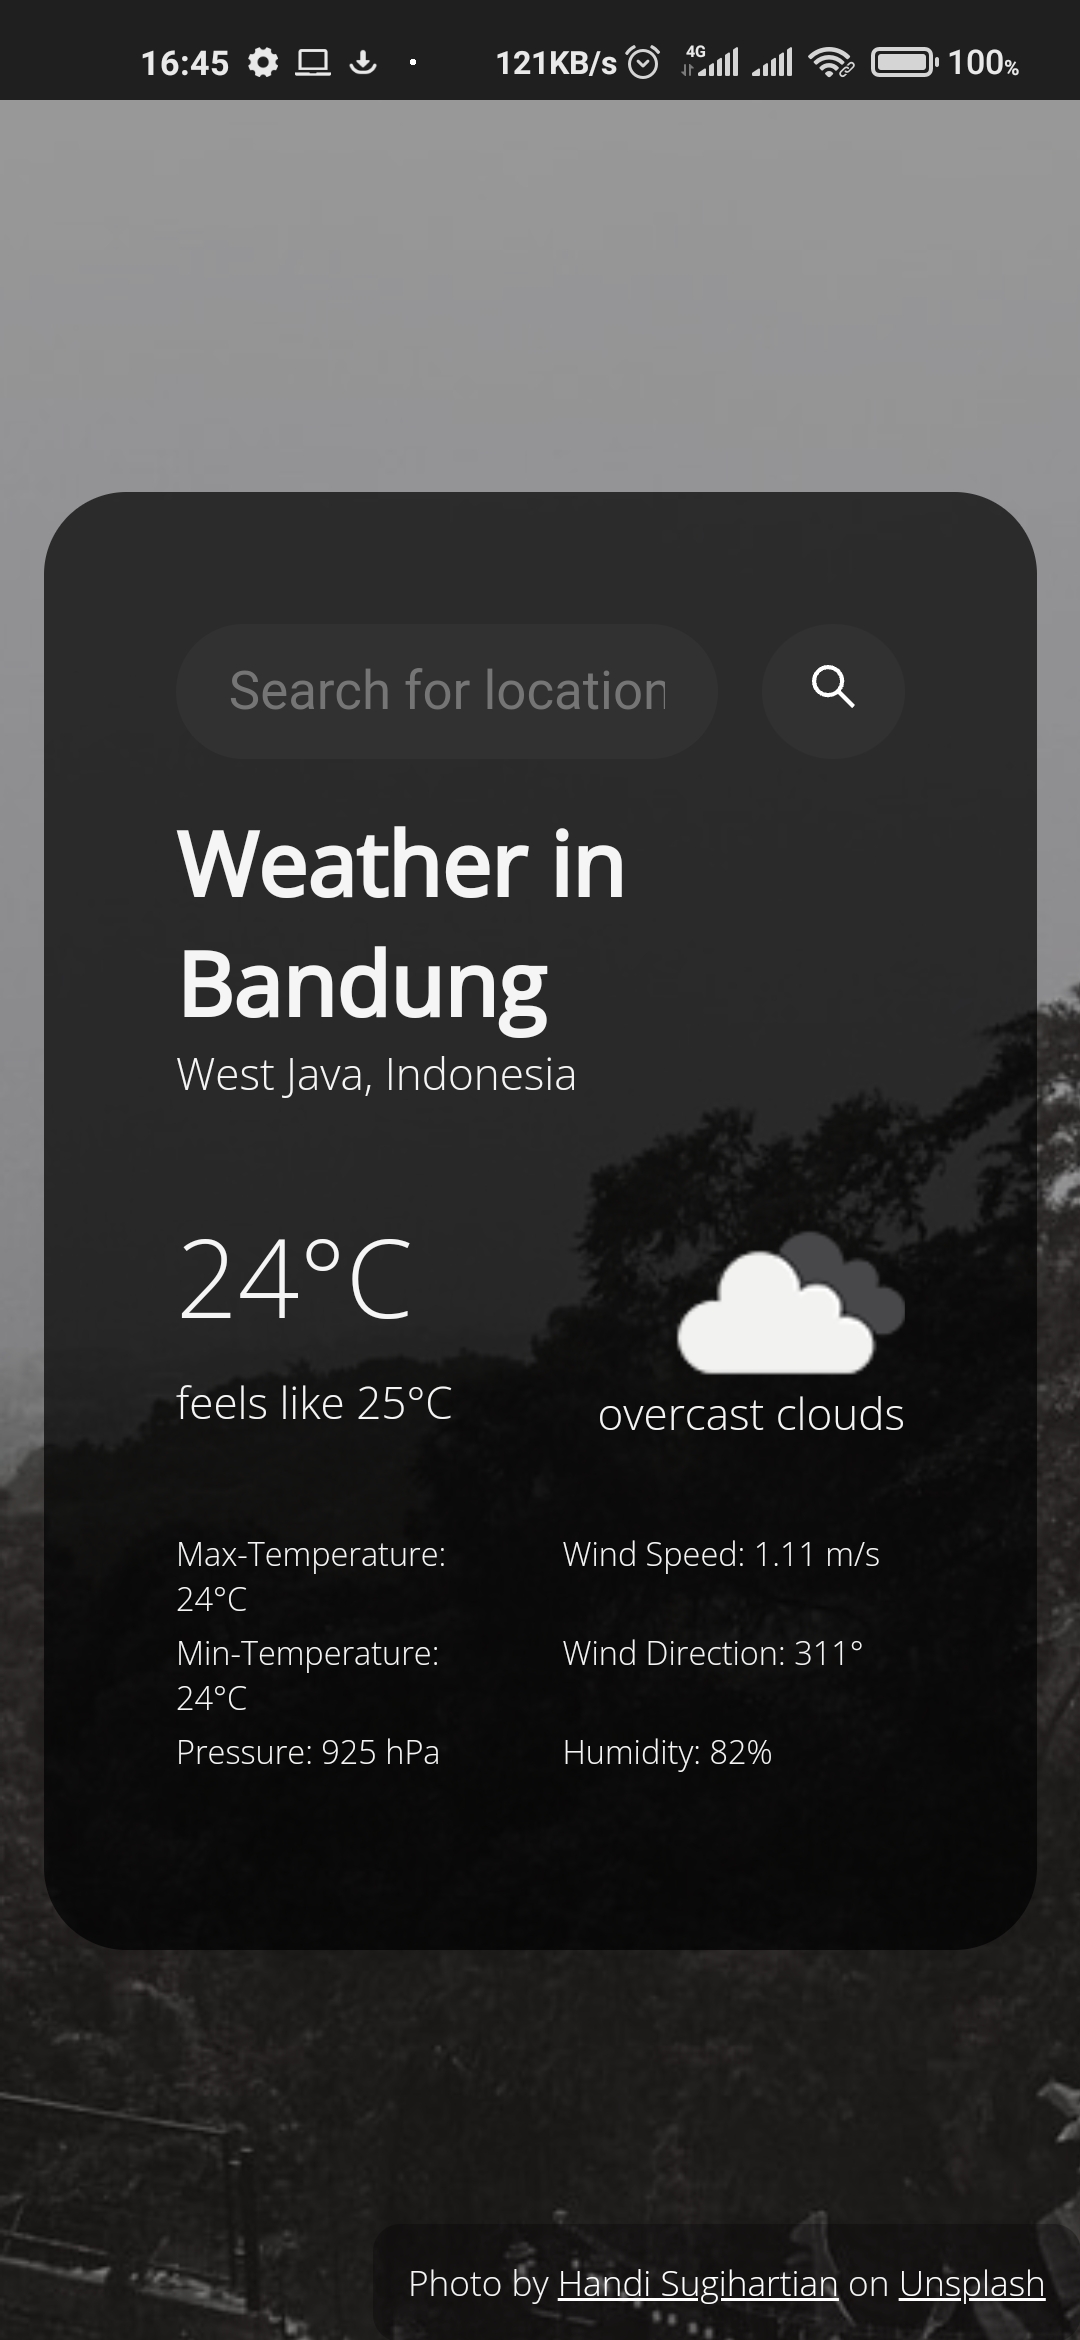 16:45 121KB/s 4G 100%
Search for location
Weather in
Bandung
West Java, Indonesia
24°C
feels like 25°C
overcast clouds
Max-Temperature: 24°C
Wind Speed: 1.11 m/s
Min-Temperature: 24°C
Wind Direction: 311°
Pressure: 925 hPa
Humidity: 82%
Photo by Handi Sugihartian on Unsplash